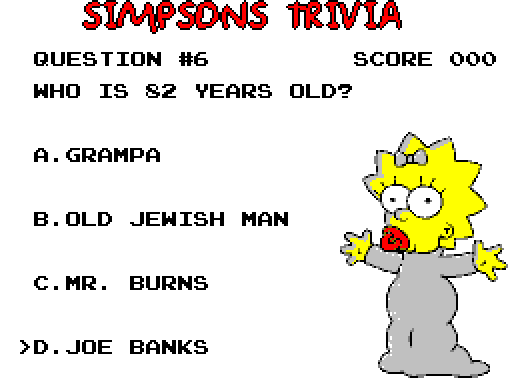 SIMPSONS TRIVIA
QUESTION #6 SCORE 000
WHO IS 82 YEARS OLD?
A.GRAMPA
B.OLD JEWISH MAN
C.MR. BURNS
>D.JOE BANKS